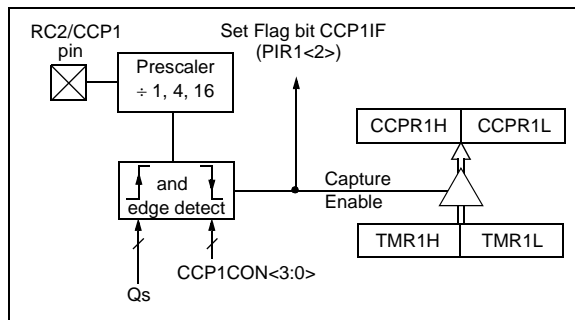 RC2/CCP1
pin
Prescaler
÷ 1, 4, 16
Set Flag bit CCP1IF
(PIR1<2>)
CCPR1H
CCPR1L
and
edge detect
Capture
Enable
TMR1H
TMR1L
CCP1CON<3:0>
Qs